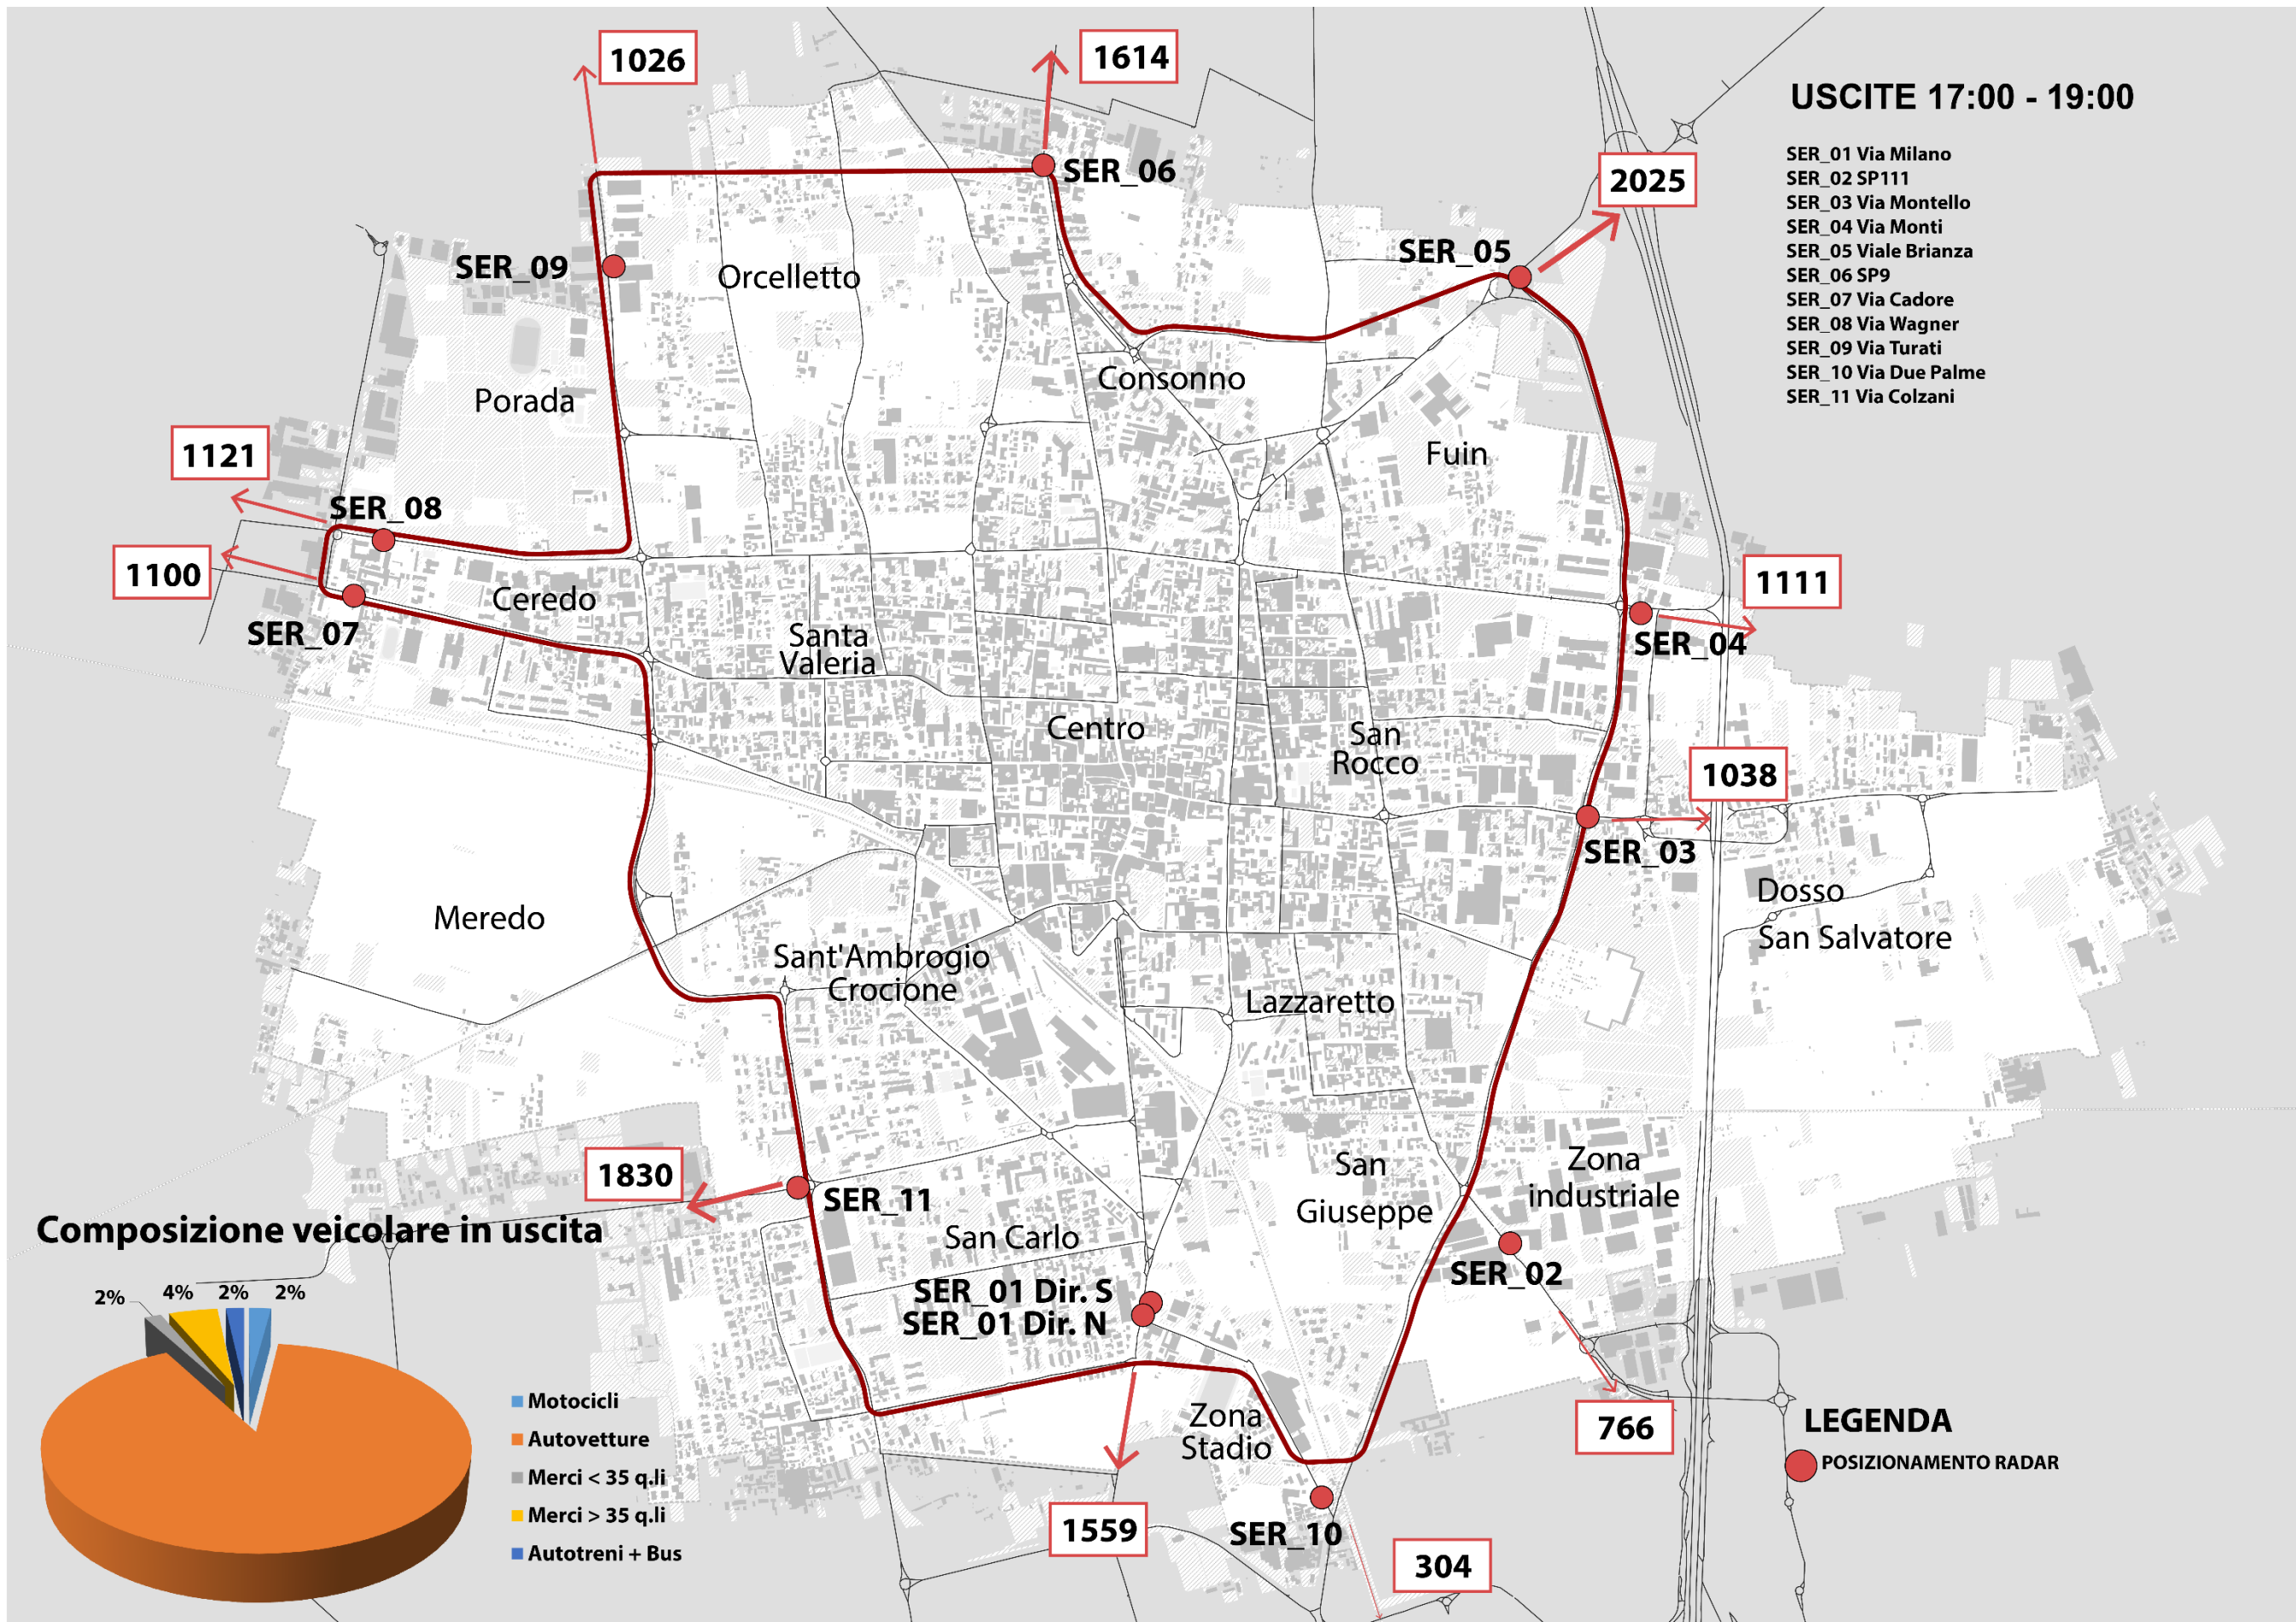 1026
1614
USCITE 17:00 - 19:00
SER_01 Via Milano
SER_02 SP111
SER_03 Via Montello
SER_04 Via Monti
SER_05 Viale Brianza
SER_06 SP9
SER_07 Via Cadore
SER_08 Via Wagner
SER_09 Via Turati
SER_10 Via Due Palme
SER_11 Via Colzani
2025
SER_06
SER_05
SER_09
Orcelletto
Consonno
Porada
Fuin
1121
SER_08
1100
1111
Ceredo
SER_07
Santa
Valeria
SER_04
Centro
San
Rocco
1038
SER_03
Dosso
San Salvatore
Meredo
Sant'Ambrogio
Crocione
Lazzaretto
1830
SER_11
San
Giuseppe
Zona
industriale
San Carlo
SER_02
SER_01 Dir. S
SER_01 Dir. N
Composizione veicolare in uscita
2%
4%
2%
2%
Motocicli
Autovetture
Merci < 35 q.li
Merci > 35 q.li
Autotreni + Bus
Zona
Stadio
766
LEGENDA
POSIZIONAMENTO RADAR
1559
SER_10
304